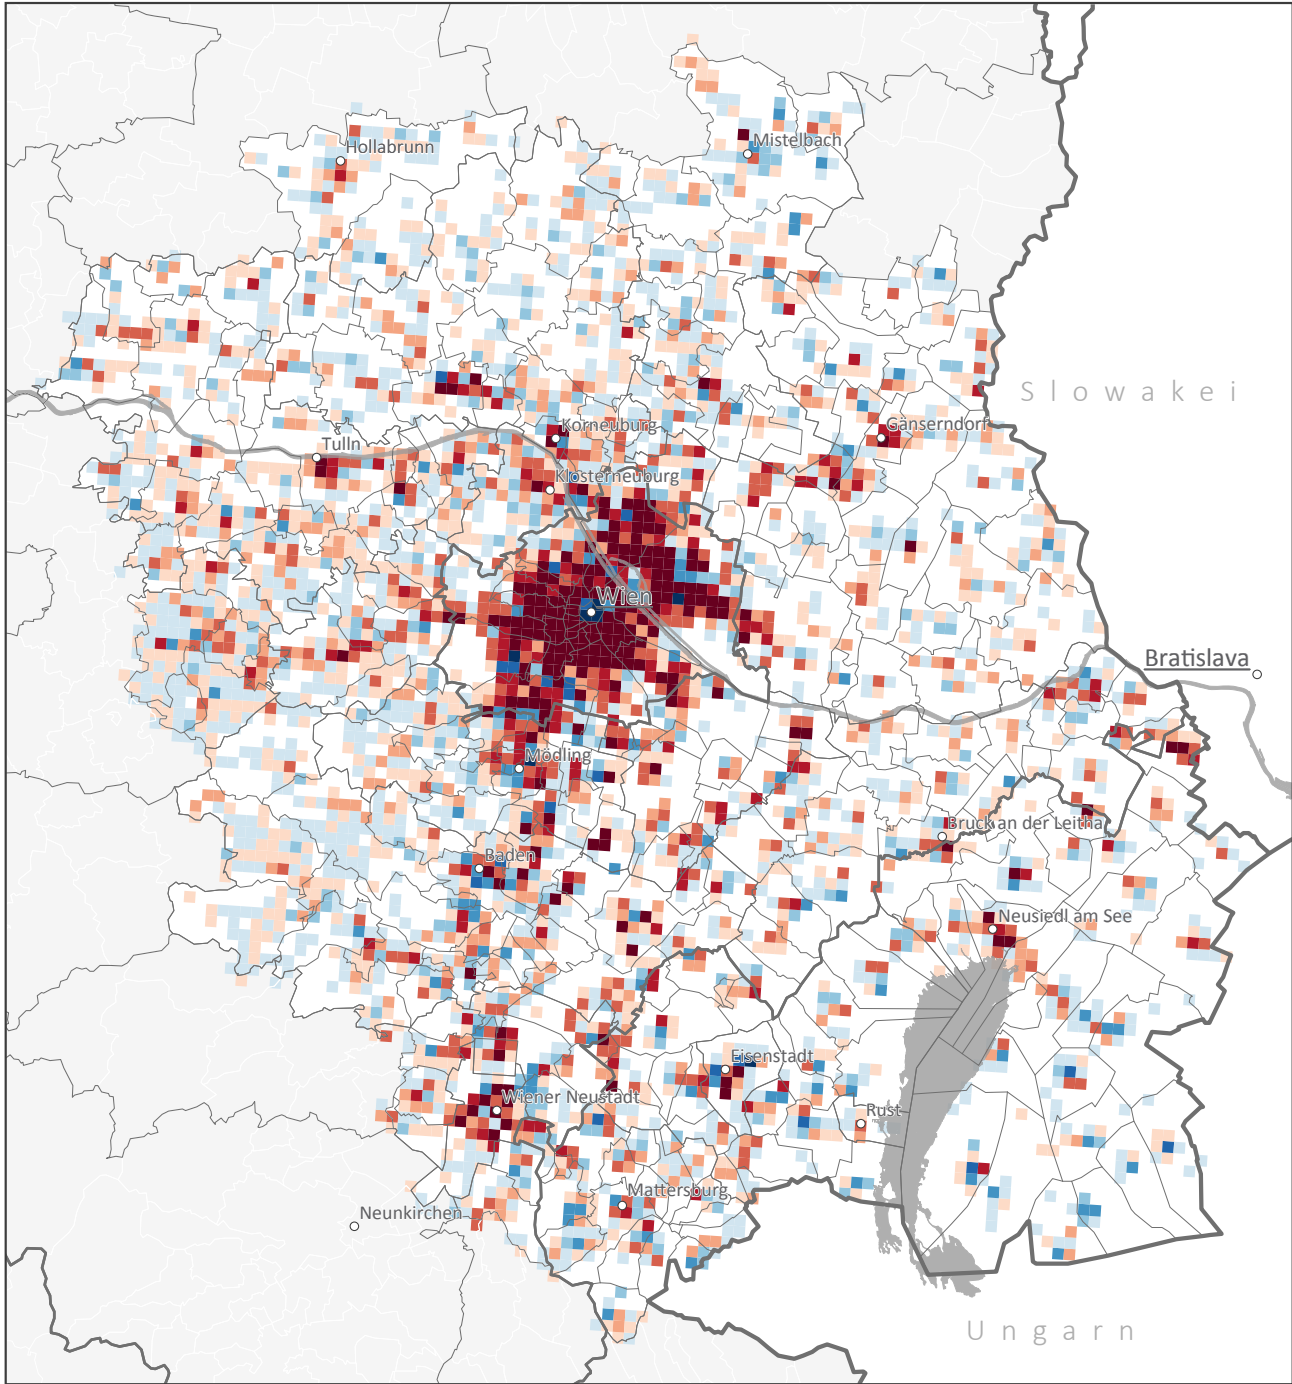 Mistelbach
Hollabrunn
Slowakei
Korneuburg
Gänserndorf
Tulln
Klosterneuburg
Wien
Bratislava
Mödling
Bruck an der Leitha
Baden
Neusiedl am See
Eisenstadt
Wiener Neustadt
Rust
Mattersburg
Neunkirchen
Ungarn